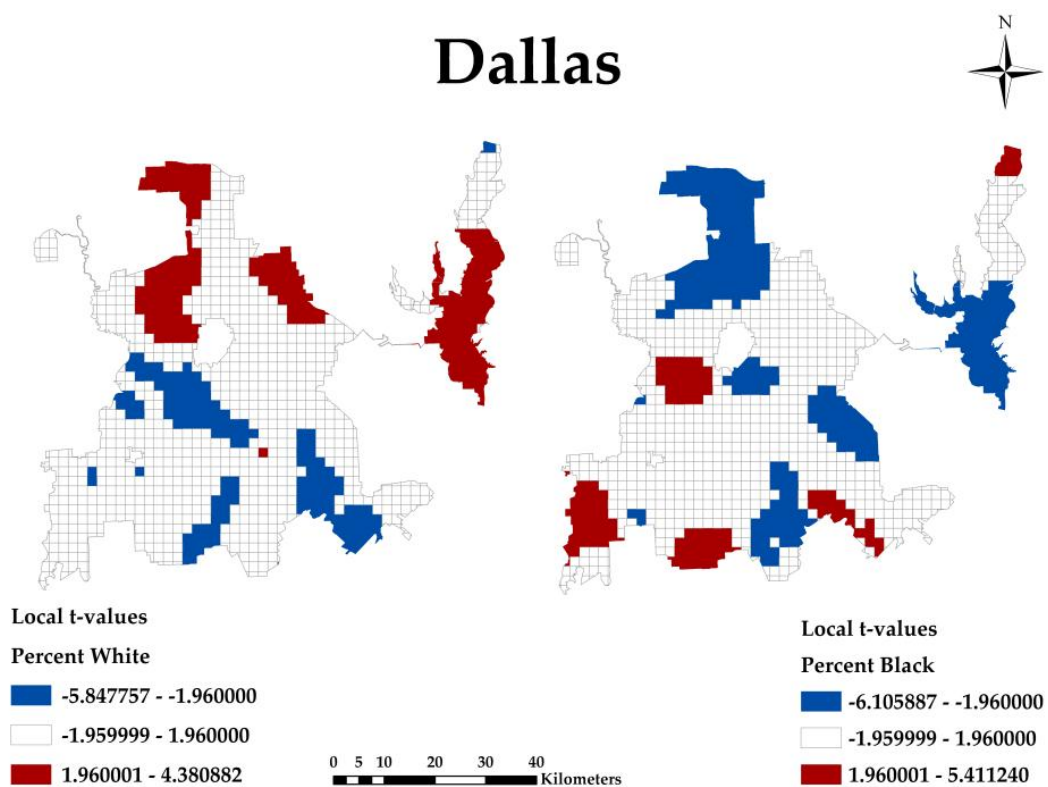 Dallas
N
Local t-values
Percent White
-5.847757 - -1.960000
-1.959999 - 1.960000
1.960001 - 4.380882
0 5 10 20 30 40
Kilometers
Local t-values
Percent Black
-6.105887 - -1.960000
-1.959999 - 1.960000
1.960001 - 5.411240